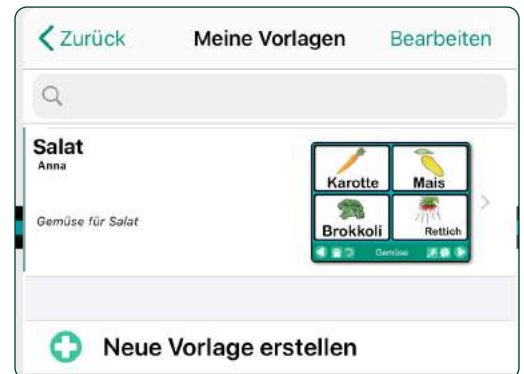 Zurück Meine Vorlagen Bearbeiten
Salat
Anna
Gemüse für Salat
Karotte Mais
Brokkoli Rettich
Gemüse
Neue Vorlage erstellen